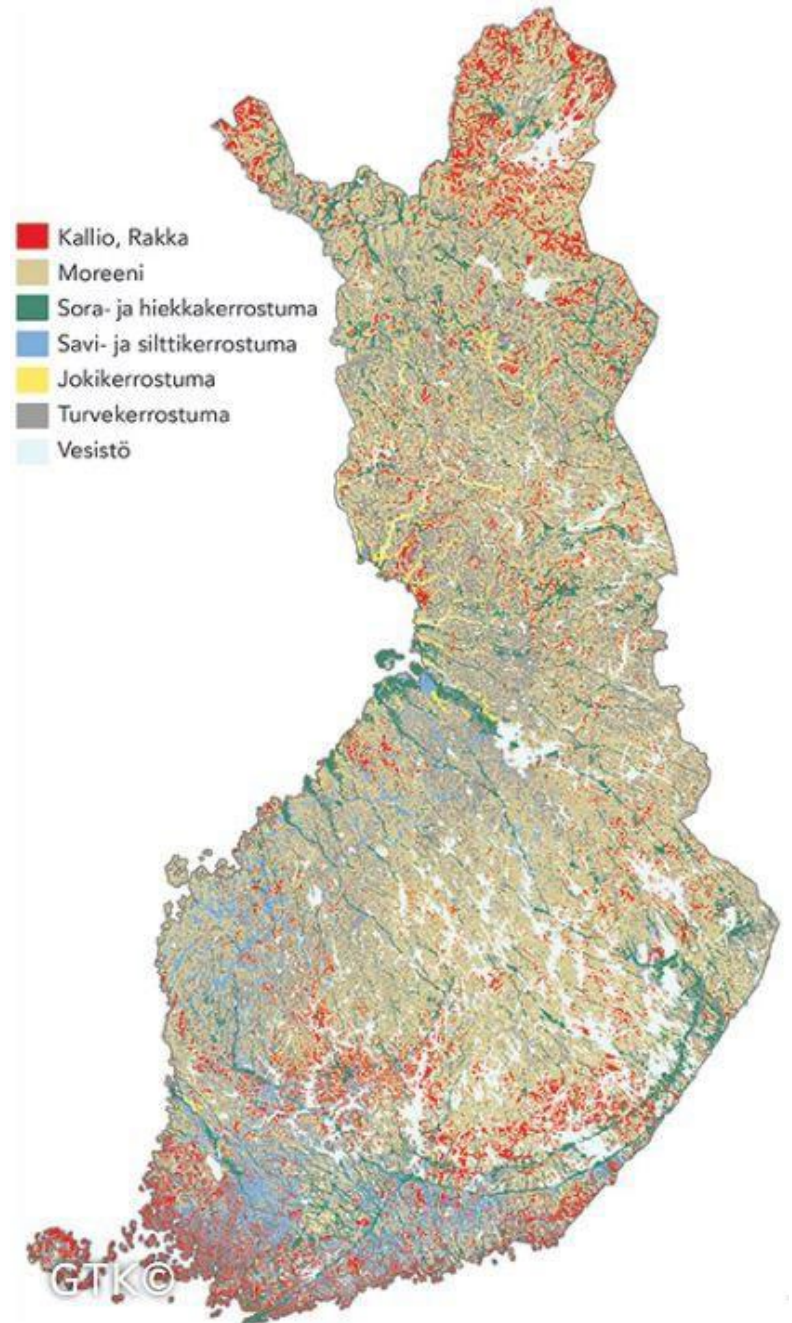 Kallio, Rakka
Moreeni
Sora- ja hiekkakerrostuma
Savi- ja silttikerrostuma
Jokikerrostuma
Turvekerrostuma
Vesistö
GTK©